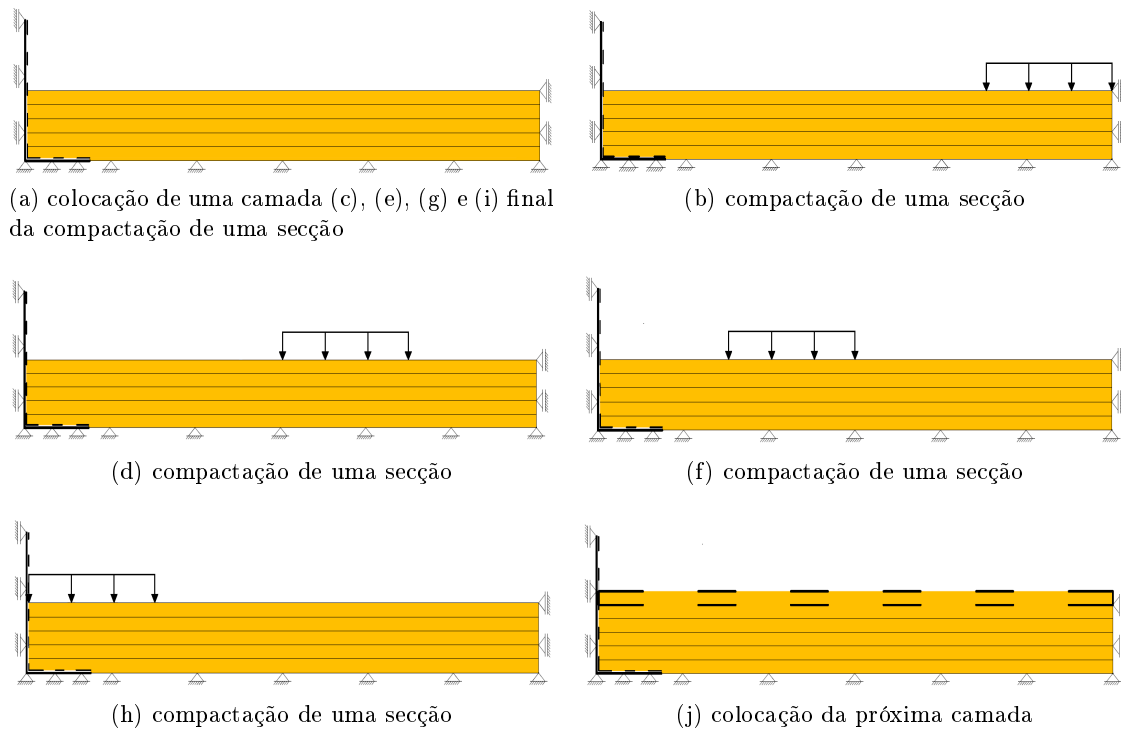 (a) colocação de uma camada (c), (e), (g) e (i) final
da compactação de uma secção
(b) compactação de uma secção
(d) compactação de uma secção
(f) compactação de uma secção
(h) compactação de uma secção
(j) colocação da próxima camada